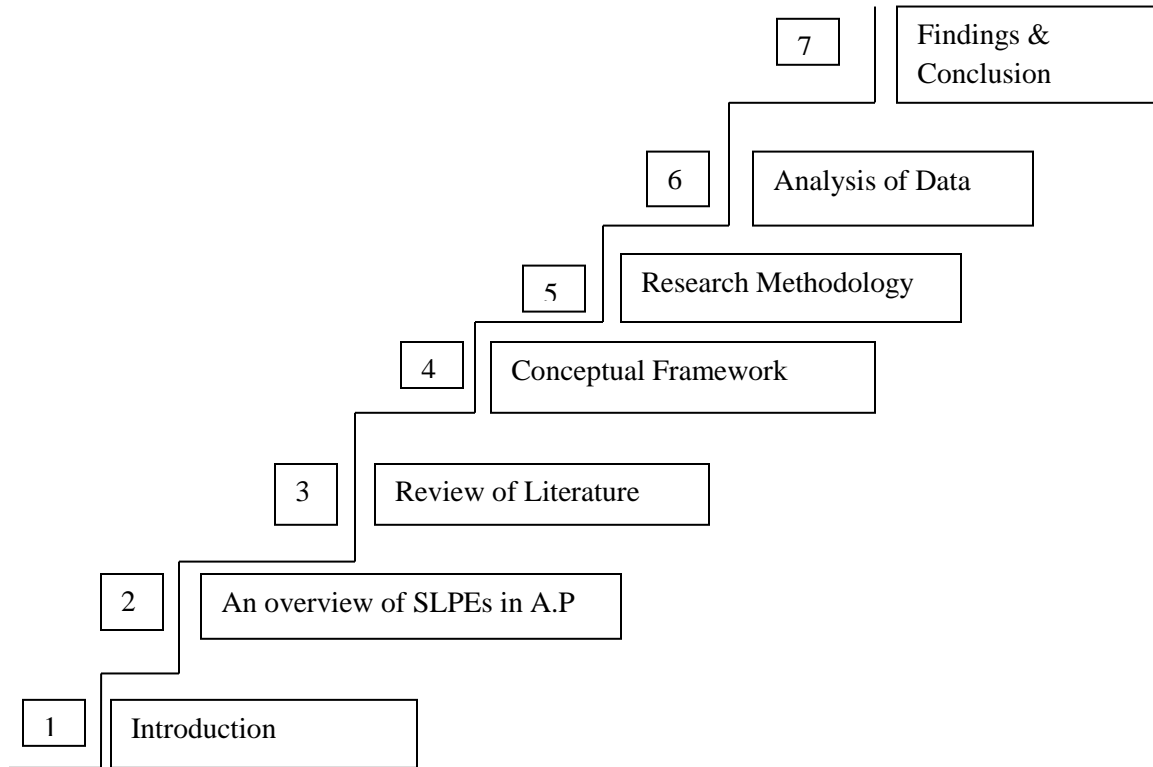 7
Findings &
Conclusion
6
Analysis of Data
5
Research Methodology
4
Conceptual Framework
3
Review of Literature
2
An overview of SLPEs in A.P
1
Introduction